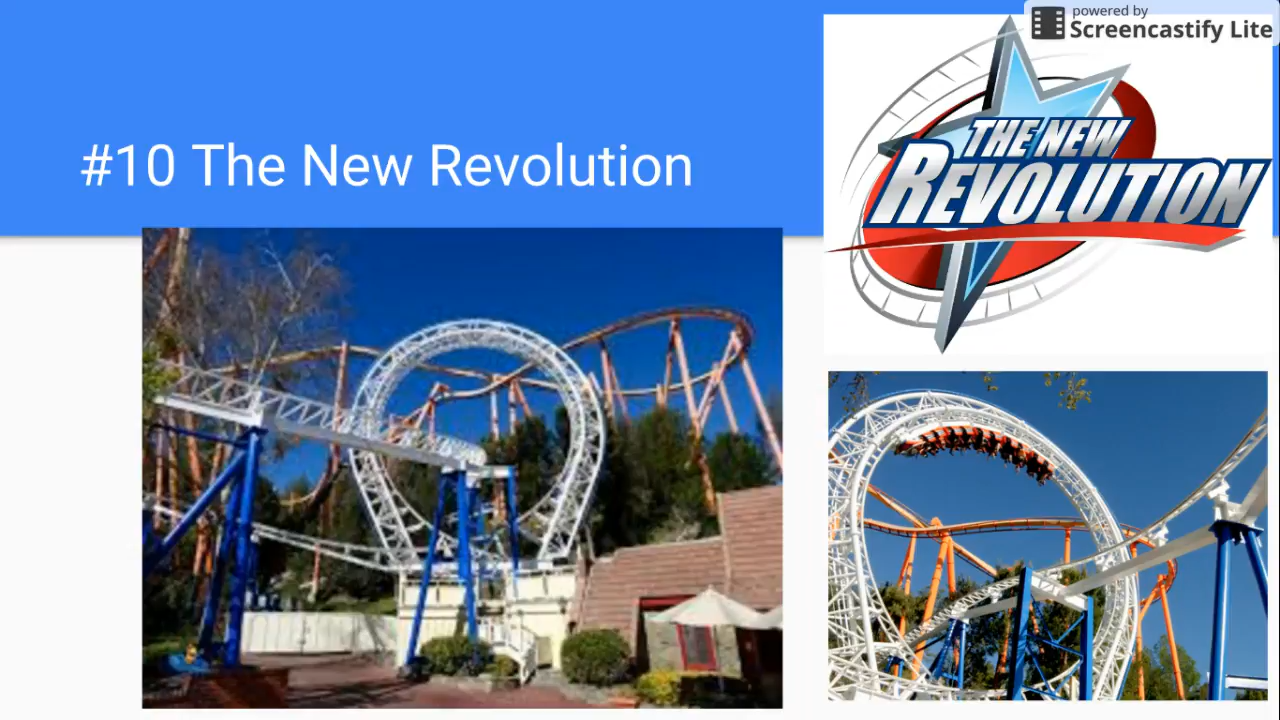 powered by
Screencastify Lite
#10 The New Revolution
THE NEW
REVOLUTION